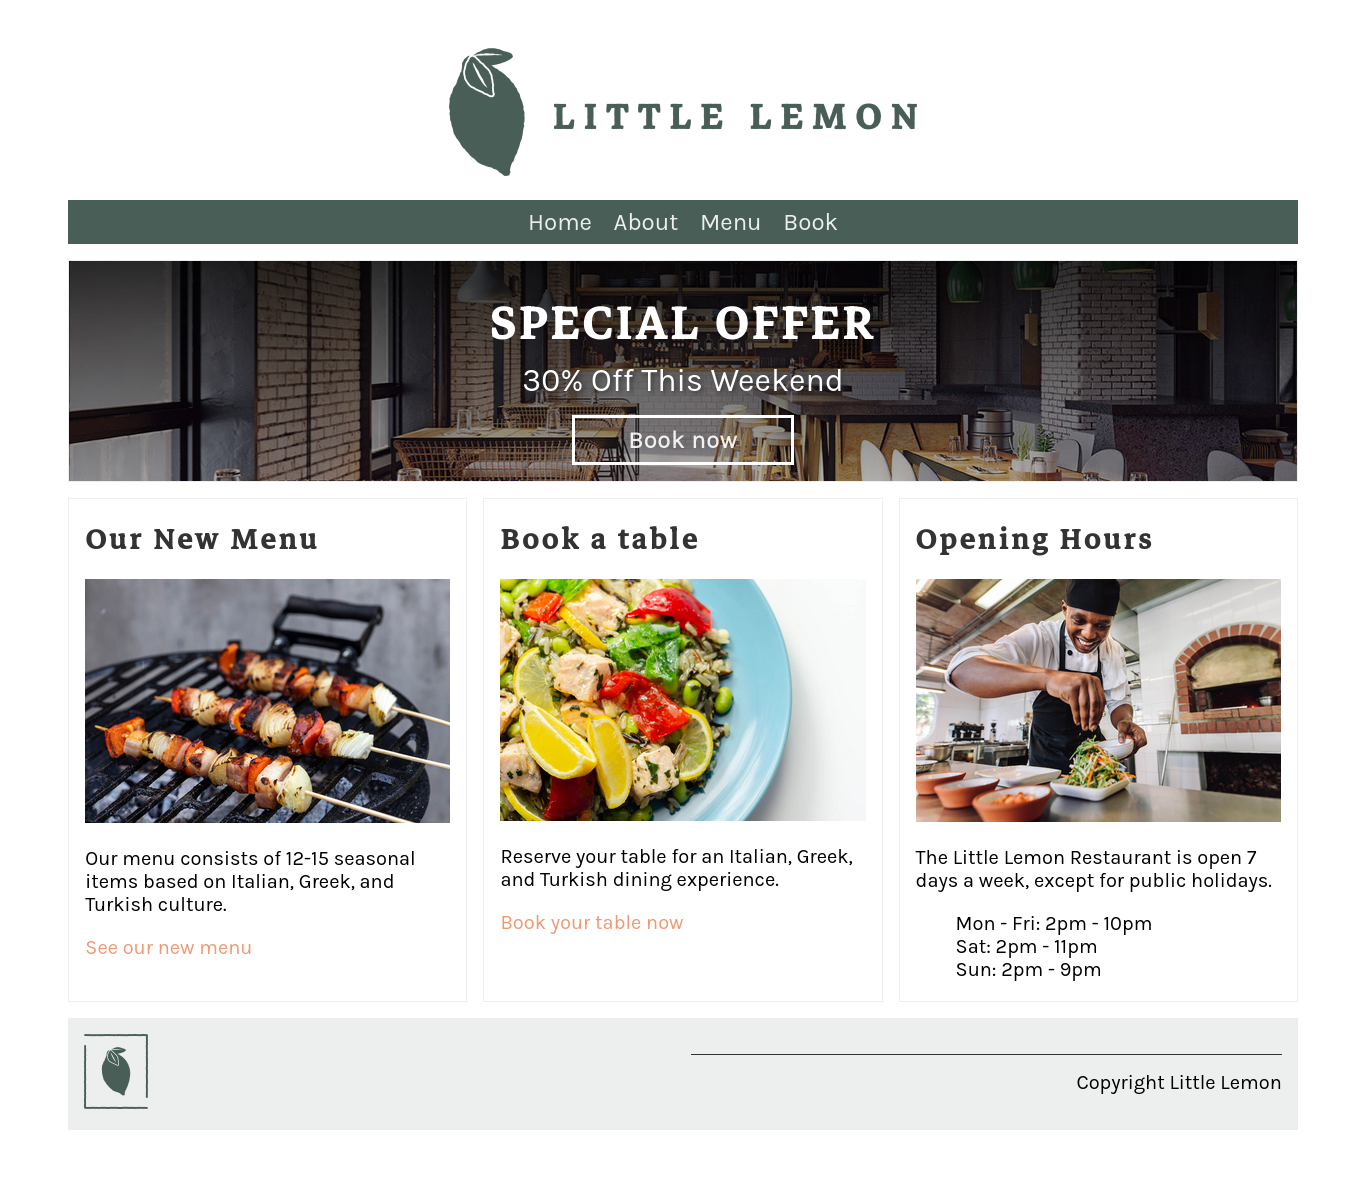 LITTLE LEMON
Home About Menu Book
SPECIAL OFFER
30% Off This Weekend
Book now
Our New Menu
Our menu consists of 12-15 seasonal
items based on Italian, Greek, and
Turkish culture.
See our new menu
Book a table
Reserve your table for an Italian, Greek,
and Turkish dining experience.
Book your table now
Opening Hours
The Little Lemon Restaurant is open 7
days a week, except for public holidays.
Mon - Fri: 2pm - 10pm
Sat: 2pm - 11pm
Sun: 2pm - 9pm
Copyright Little Lemon